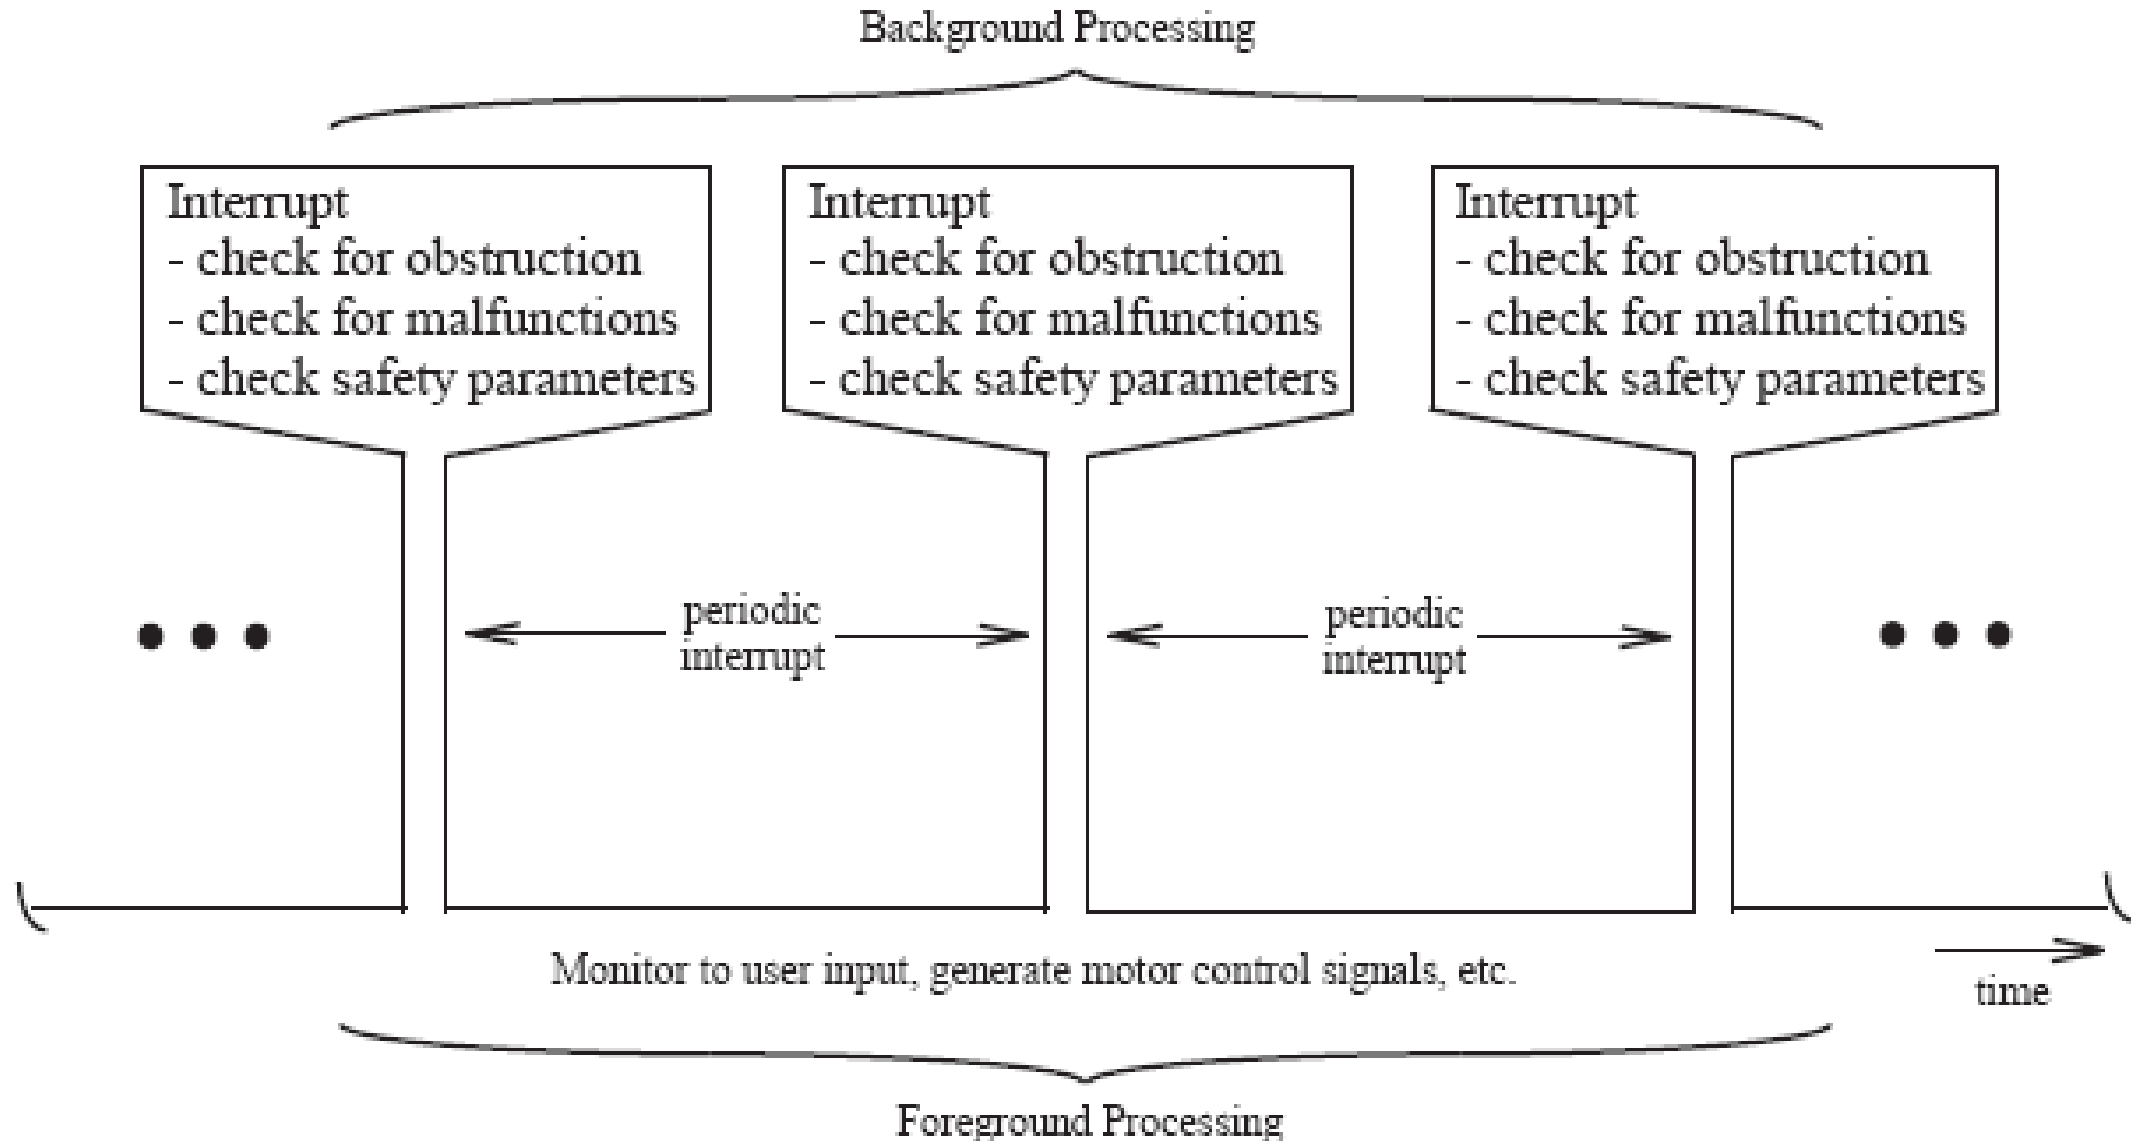 Background Processing
Interrupt
- check for obstruction
- check for malfunctions
- check safety parameters
Interrupt
- check for obstruction
- check for malfunctions
- check safety parameters
Interrupt
- check for obstruction
- check for malfunctions
- check safety parameters
periodic
interrupt
periodic
interrupt
Monitor to user input, generate motor control signals, etc.
time
Foreground Processing